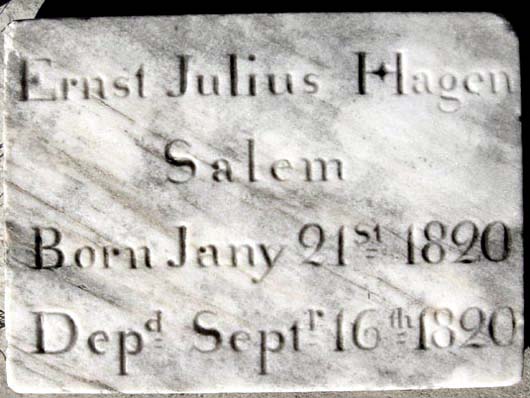 Ernst Julius Hagen
Salem
Born Jany 21st 1820
Depd Septr 16th 1820